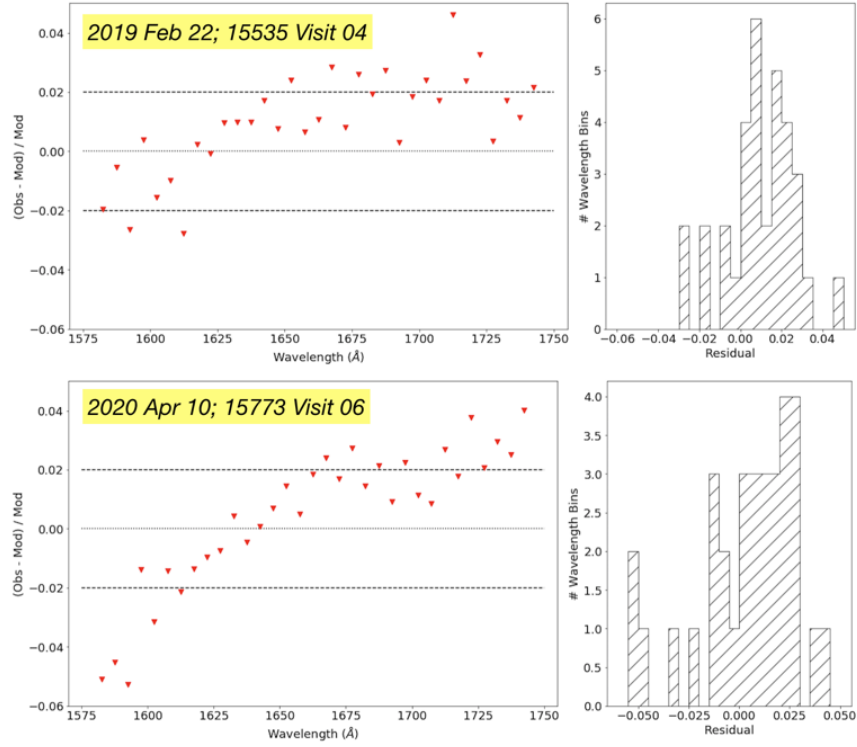 2019 Feb 22; 15535 Visit 04
0.04
0.02
0.00
−0.02
−0.04
−0.06
(Obs - Mod) / Mod
1575 1600 1625 1650 1675 1700 1725 1750
Wavelength (Å)
6
5
4
3
2
1
0
# Wavelength Bins
−0.06 −0.04 −0.02 0.00 0.02 0.04
Residual
2020 Apr 10; 15773 Visit 06
0.04
0.02
0.00
−0.02
−0.04
−0.06
(Obs - Mod) / Mod
1575 1600 1625 1650 1675 1700 1725 1750
Wavelength (Å)
4.0
3.5
3.0
2.5
2.0
1.5
1.0
0.5
0.0
# Wavelength Bins
−0.050 −0.025 0.000 0.025 0.050
Residual